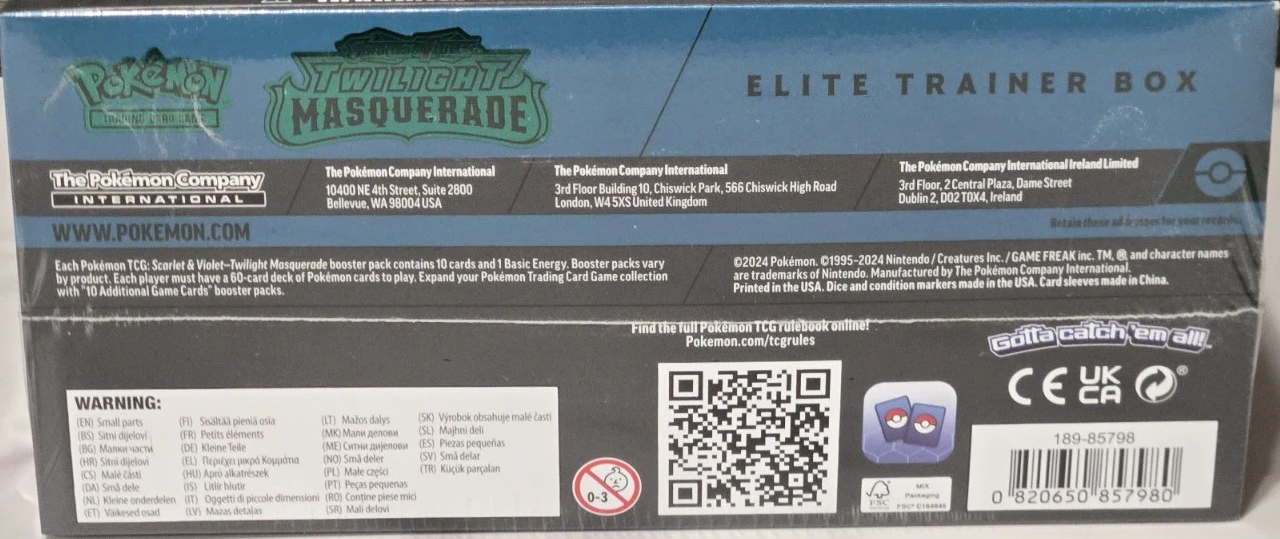 Pokémon
TRADING CARD GAME
TWILIGHT
MASQUERADE
ELITE TRAINER BOX
The Pokémon Company
INTERNATIONAL
The Pokémon Company International
10400 NE 4th Street, Suite 2800
Bellevue, WA 98004 USA
The Pokémon Company International
3rd Floor Building 10, Chiswick Park, 566 Chiswick High Road
London, W4 5XS United Kingdom
The Pokémon Company International Ireland Limited
3rd Floor, 2 Central Plaza, Dame Street
Dublin 2, D02 T0X4, Ireland
WWW.POKEMON.COM
Retain these addresses for your records.
Each Pokémon TCG: Scarlet & Violet–Twilight Masquerade booster pack contains 10 cards and 1 Basic Energy. Booster packs vary
by product. Each player must have a 60-card deck of Pokémon cards to play. Expand your Pokémon Trading Card Game collection
with "10 Additional Game Cards" booster packs.
©2024 Pokémon. ©1995-2024 Nintendo / Creatures Inc. / GAME FREAK inc. TM, ®, and character names
are trademarks of Nintendo. Manufactured by The Pokémon Company International.
Printed in the USA. Dice and condition markers made in the USA. Card sleeves made in China.
Find the full Pokémon TCG rulebook online!
Pokemon.com/tcgrules
Gotta catch 'em all!
CE UK CA ®
WARNING:
(EN) Small parts
(BS) Sitni dijelovi
(BG) Малки части
(HR) Sitni dijelovi
(CS) Malé části
(DA) Små dele
(NL) Kleine onderdelen
(ET) Väikesed osad
(FI) Sisältää pieniä osia
(FR) Petits éléments
(DE) Kleine Teile
(EL) Περιέχει μικρά Κομμάτια
(HU) Apró alkatrészek
(IS) Litlir hlutir
(IT) Oggetti di piccole dimensioni
(LV) Mazas detaļas
(LT) Mažos dalys
(MK) Мали делови
(ME) Ситни дијелови
(NO) Små deler
(PL) Małe części
(PT) Peças pequenas
(RO) Conține piese mici
(SR) Mali delovi
(SK) Výrobok obsahuje malé časti
(SL) Majhni deli
(ES) Piezas pequeñas
(SV) Små delar
(TR) Küçük parçaları
0-3
FSC
MIX
Packaging
189-85798
0 820650 857980